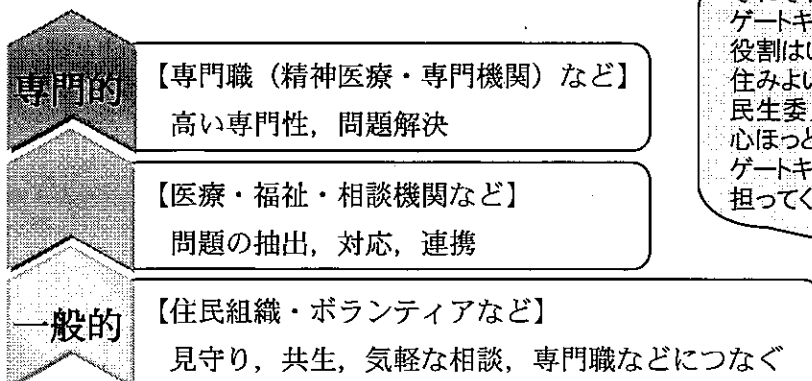 専門的
【専門職（精神医療・専門機関）など】
高い専門性，問題解決
【医療・福祉・相談機関など】
問題の抽出，対応，連携
一般的
【住民組織・ボランティアなど】
見守り，共生，気軽な相談，専門職などにつなぐ
ゲートキ
役割は
住みよい
民生委
心ほっと
ゲートキ
担ってく